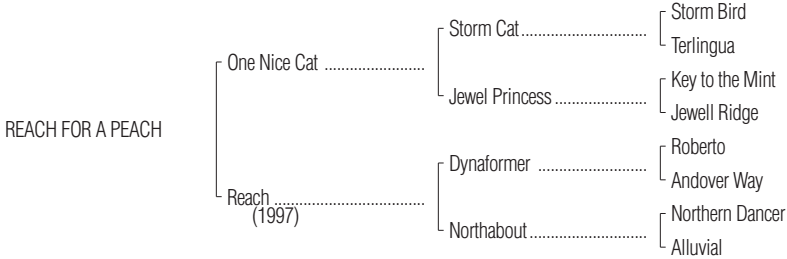 Storm Bird
Storm Cat..............................
Terlingua
One Nice Cat ........................
Key to the Mint
Jewel Princess......................
Jewell Ridge
REACH FOR A PEACH
Roberto
Dynaformer ..........................
Andover Way
Reach ....................................
(1997)
Northern Dancer
Northabout............................
Alluvial